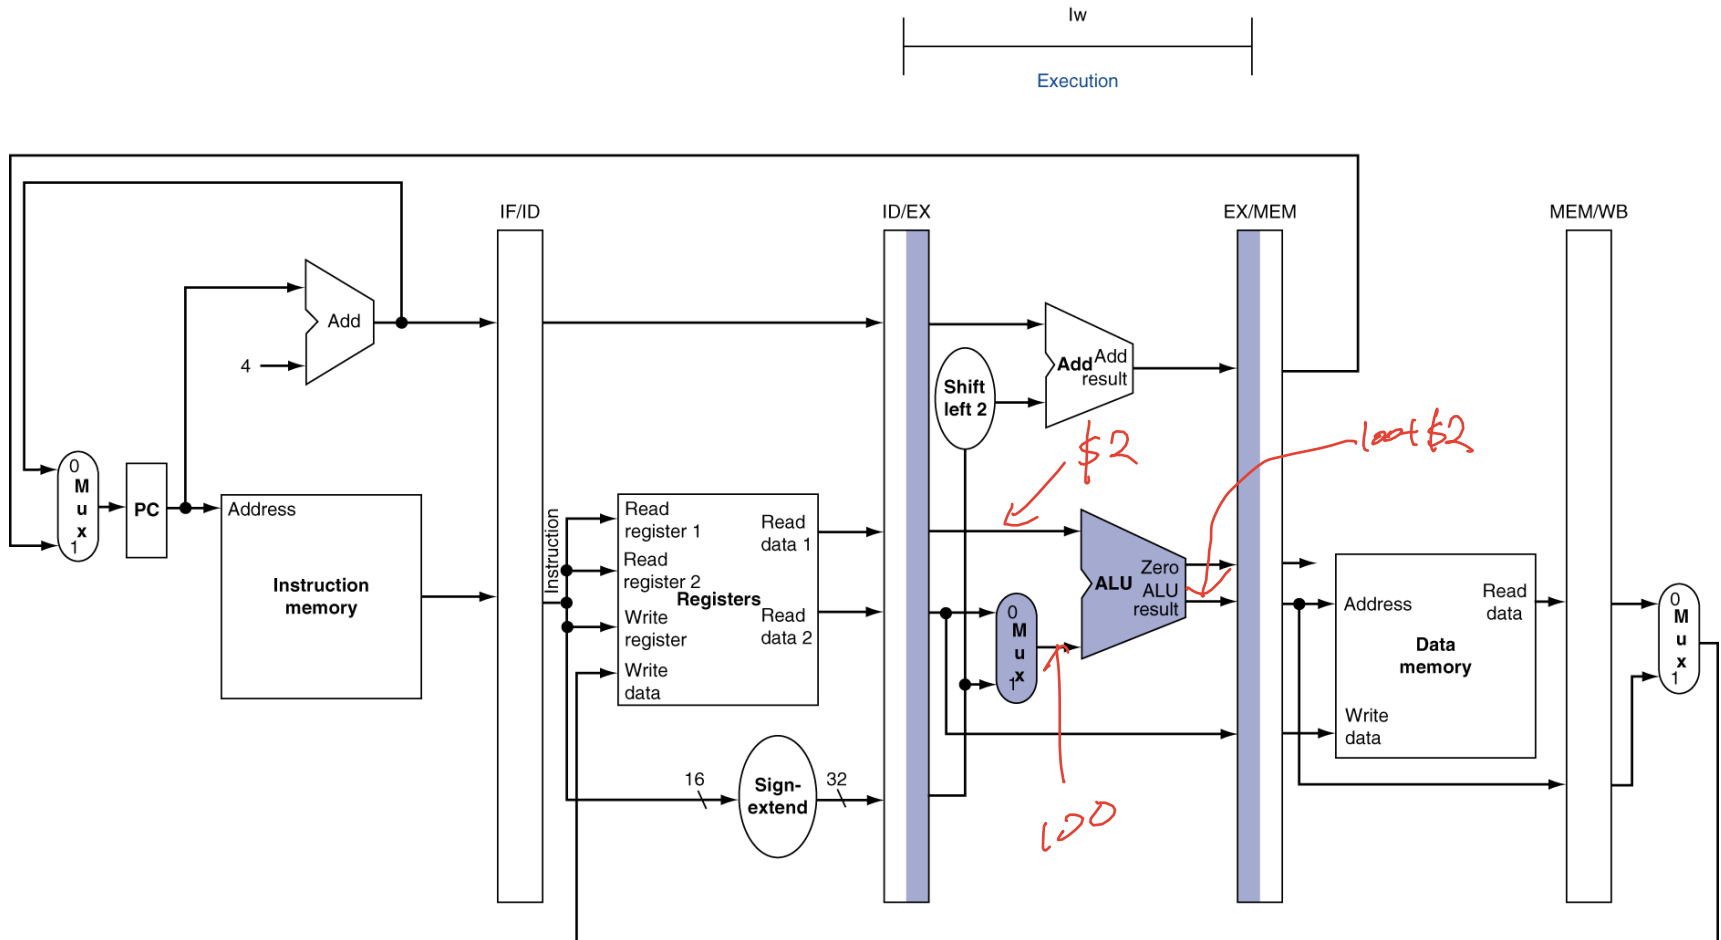 lw
Execution
IF/ID
ID/EX
EX/MEM
MEM/WB
Add
4
Shift
left 2
Add
Add
result
$2
100+$2
0
M
u
x
1
PC
Address
Instruction
memory
Instruction
Read
register 1
Read
register 2
Write
register
Write
data
Registers
Read
data 1
Read
data 2
0
M
u
x
1
ALU
Zero
ALU
result
Address
Read
data
Data
memory
Write
data
0
M
u
x
1
16
Sign-
extend
32
100